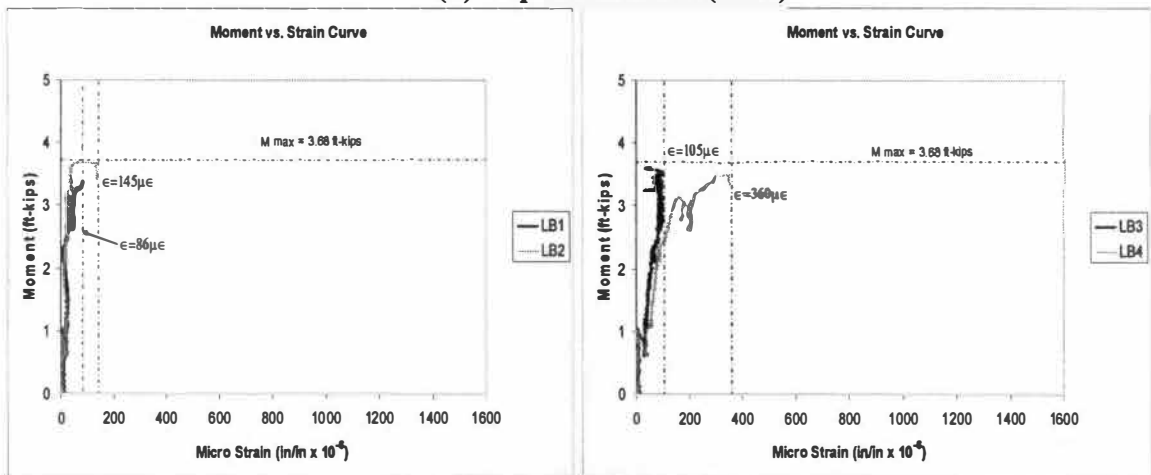 Moment vs. Strain Curve
5
4
3
2
1
0
Moment (ft-kips)
M max = 3.68 ft-kips
ϵ=145µϵ
ϵ=86µϵ
LB1
LB2
0 200 400 600 800 1000 1200 1400 1600
Micro Strain (in/in x 10⁻⁶)
Moment vs. Strain Curve
5
4
3
2
1
0
Moment (ft-kips)
ϵ=105µϵ
M max = 3.68 ft-kips
ϵ=360µϵ
LB3
LB4
0 200 400 600 800 1000 1200 1400 1600
Micro Strain (in/in x 10⁻⁶)